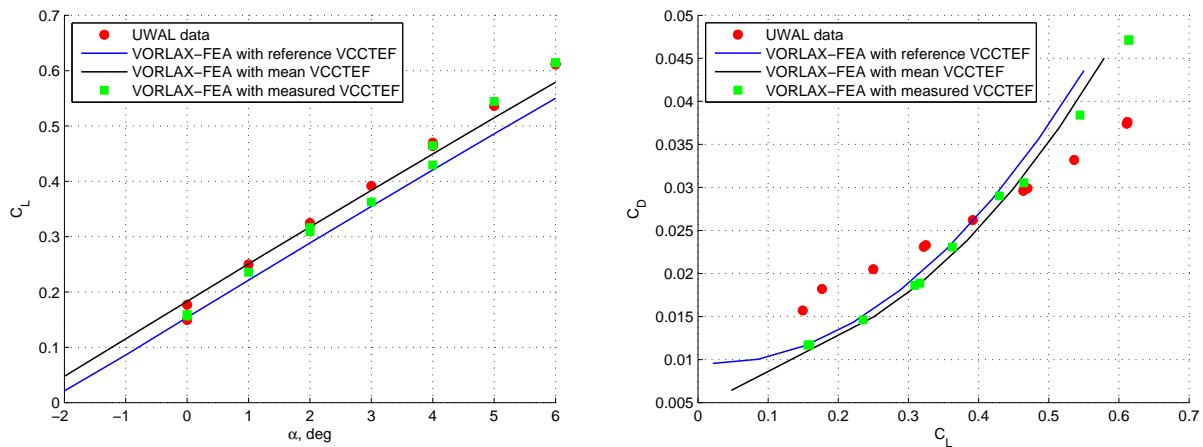 UWAL data
VORLAX−FEA with reference VCCTEF
VORLAX−FEA with mean VCCTEF
VORLAX−FEA with measured VCCTEF
0.7
0.6
0.5
0.4
0.3
0.2
0.1
0
C_L
−2 −1 0 1 2 3 4 5 6
α, deg
UWAL data
VORLAX−FEA with reference VCCTEF
VORLAX−FEA with mean VCCTEF
VORLAX−FEA with measured VCCTEF
0.05
0.045
0.04
0.035
0.03
0.025
0.02
0.015
0.01
0.005
0
C_D
0 0.1 0.2 0.3 0.4 0.5 0.6 0.7
C_L